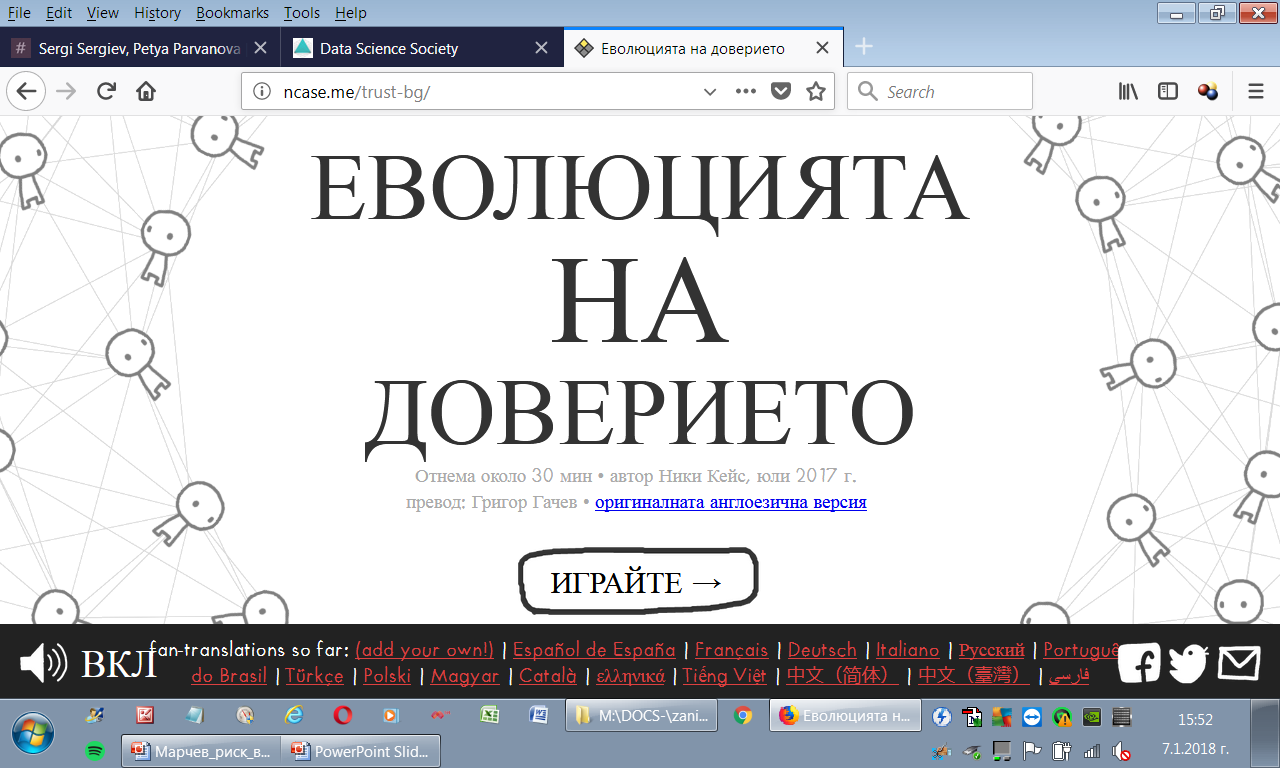 File Edit View History Bookmarks Tools Help
# Sergi Sergiev, Petya Parvanova
Data Science Society
Еволюцията на доверието
ncase.me/trust-bg/
Search
ЕВОЛЮЦИЯТА
НА
ДОВЕРИЕТО
Отнема около 30 мин • автор Ники Кейс, юли 2017 г.
превод: Григор Гачев • оригиналната англоезична версия
ИГРАЙТЕ →
ВКЛ
fan-translations so far: (add your own!) | Español de España | Français | Deutsch | Italiano | Русский | Português
do Brasil | Türkçe | Polski | Magyar | Català | ελληνικά | Tiếng Việt | 中文（简体） | 中文（臺灣） | فارسی
M:\DOCS-\zani...
Еволюцията н...
15:52
Марчев_риск_в...
PowerPoint Slid...
7.1.2018 г.